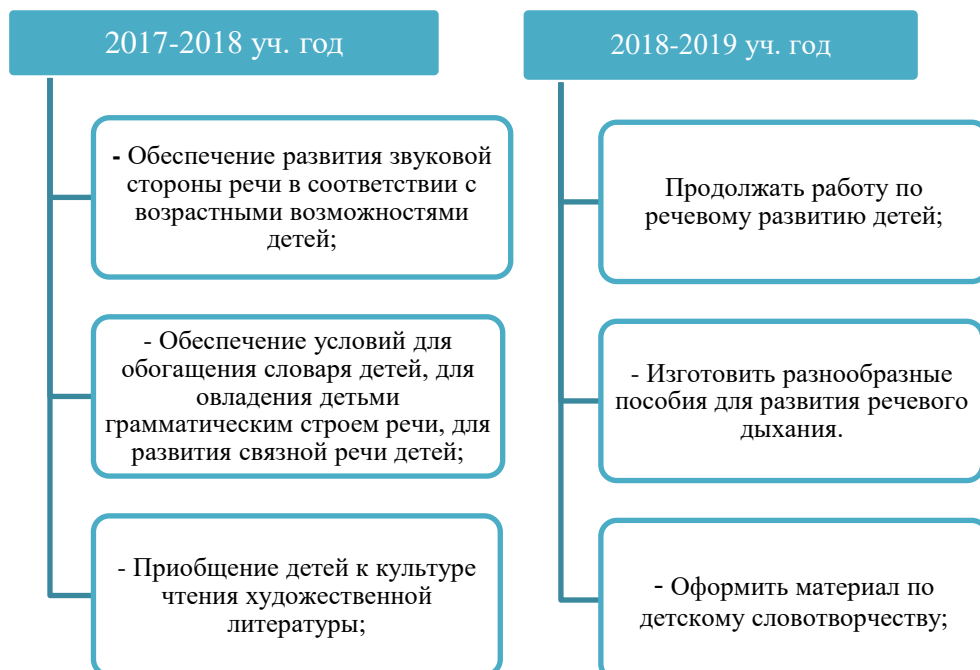 2017-2018 уч. год
- Обеспечение развития звуковой
стороны речи в соответствии с
возрастными возможностями
детей;
- Обеспечение условий для
обогащения словаря детей, для
овладения детьми
грамматическим строем речи, для
развития связной речи детей;
- Приобщение детей к культуре
чтения художественной
литературы;
2018-2019 уч. год
Продолжать работу по
речевому развитию детей;
- Изготовить разнообразные
пособия для развития речевого
дыхания.
- Оформить материал по
детскому словотворчеству;